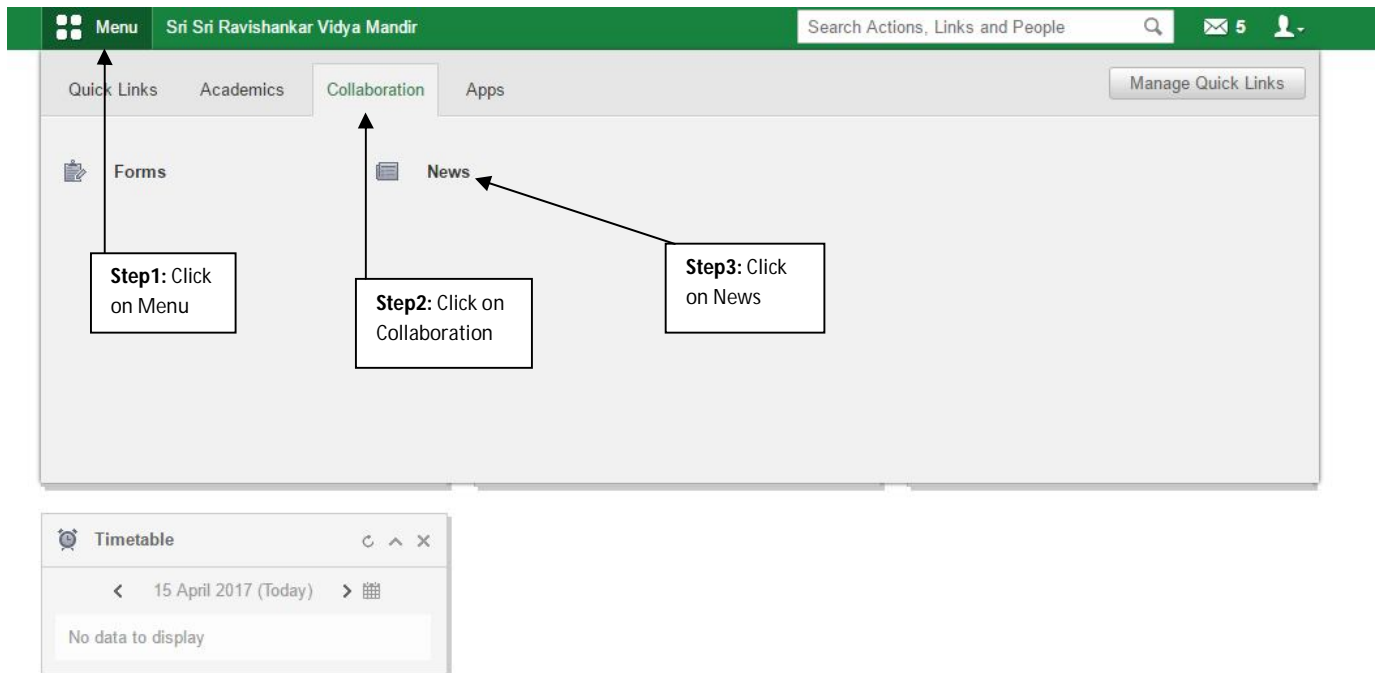 Menu Sri Sri Ravishankar Vidya Mandir Search Actions, Links and People 5
Quick Links Academics Collaboration Apps Manage Quick Links
Forms News
Step1: Click
on Menu
Step2: Click on
Collaboration
Step3: Click
on News
Timetable
15 April 2017 (Today)
No data to display